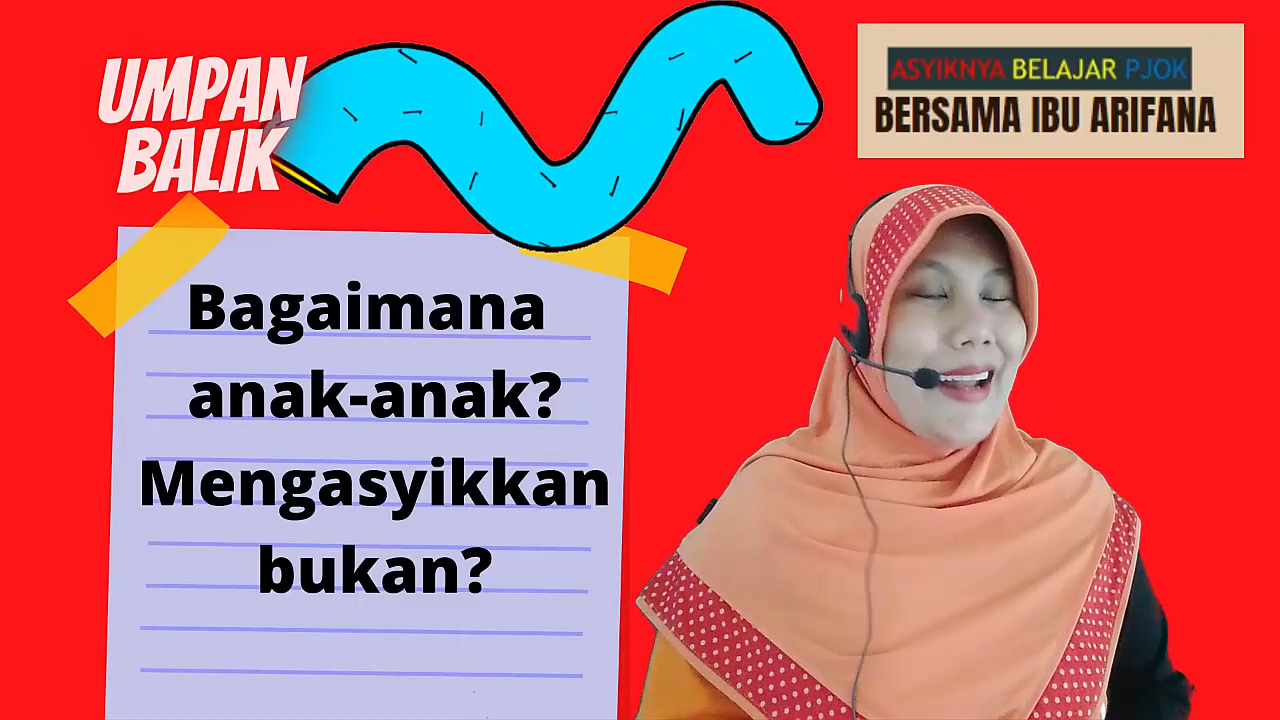 UMPAN
BALIK
ASYIKNYA BELAJAR PJOK
BERSAMA IBU ARIFANA
Bagaimana
anak-anak?
Mengasyikkan
bukan?